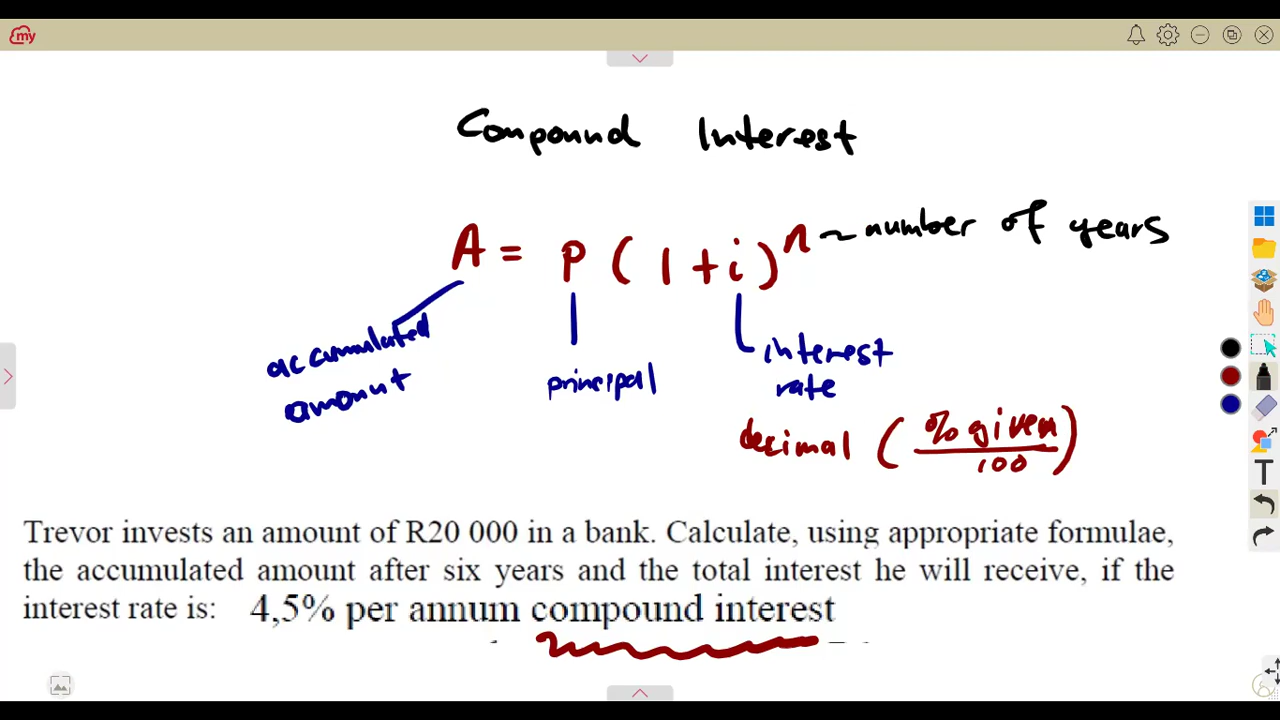 my
Compound Interest
A = P (1+i)^n ~ number of years
accumulated
amount
principal
interest
rate
decimal (% given / 100)
Trevor invests an amount of R20 000 in a bank. Calculate, using appropriate formulae,
the accumulated amount after six years and the total interest he will receive, if the
interest rate is: 4,5% per annum compound interest
T